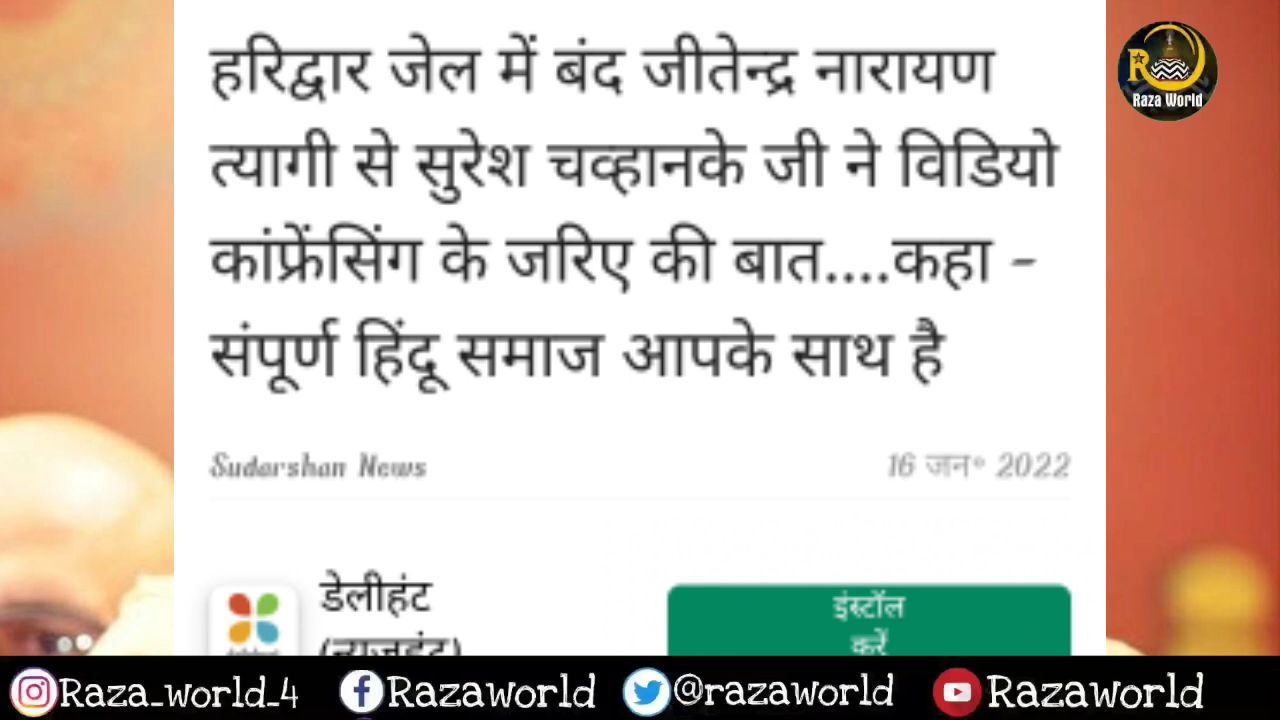 हरिद्वार जेल में बंद जीतेन्द्र नारायण
त्यागी से सुरेश चव्हानके जी ने विडियो
कांफ्रेंसिंग के जरिए की बात....कहा -
संपूर्ण हिंदू समाज आपके साथ है
Sudarshan News 16 जन॰ 2022
डेलीहंट
इंस्टॉल
करें
R
Raza World
Raza_world_4 Razaworld @razaworld Razaworld